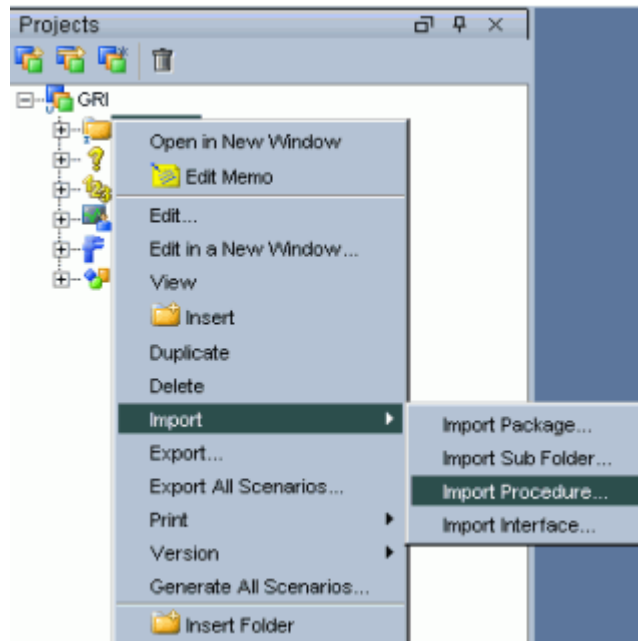 Projects
GRI
Open in New Window
Edit Memo
Edit...
Edit in a New Window...
View
Insert
Duplicate
Delete
Import
Import Package...
Export...
Import Sub Folder...
Export All Scenarios...
Import Procedure...
Print
Import Interface...
Version
Generate All Scenarios...
Insert Folder